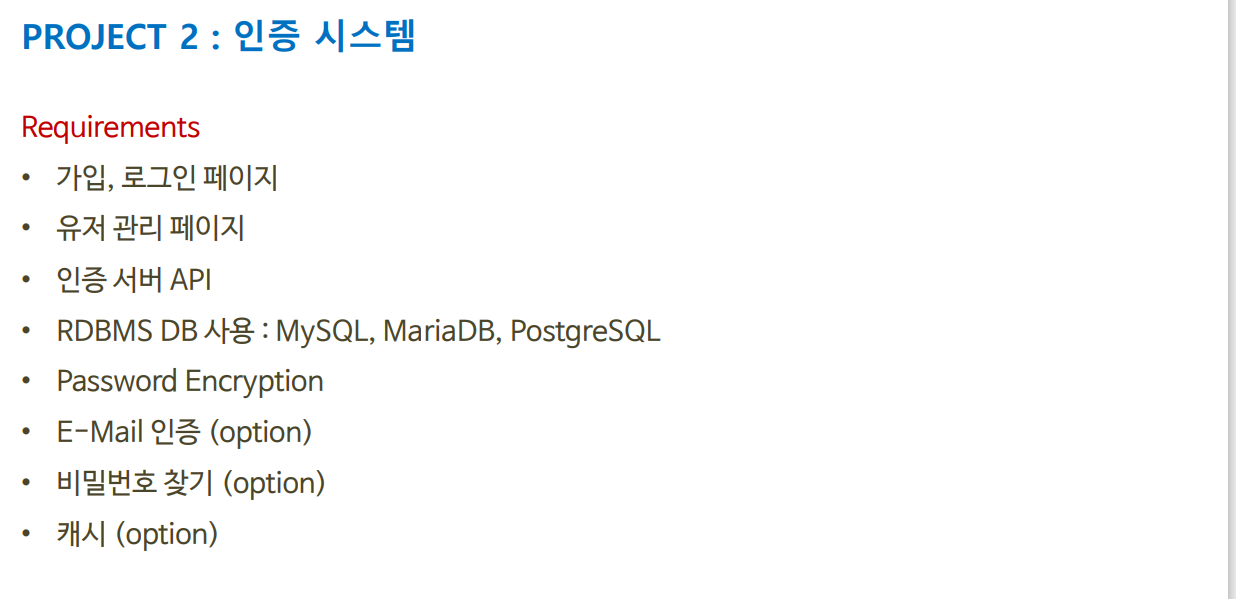 PROJECT 2 : 인증 시스템
Requirements
• 가입, 로그인 페이지
• 유저 관리 페이지
• 인증 서버 API
• RDBMS DB 사용 : MySQL, MariaDB, PostgreSQL
• Password Encryption
• E-Mail 인증 (option)
• 비밀번호 찾기 (option)
• 캐시 (option)